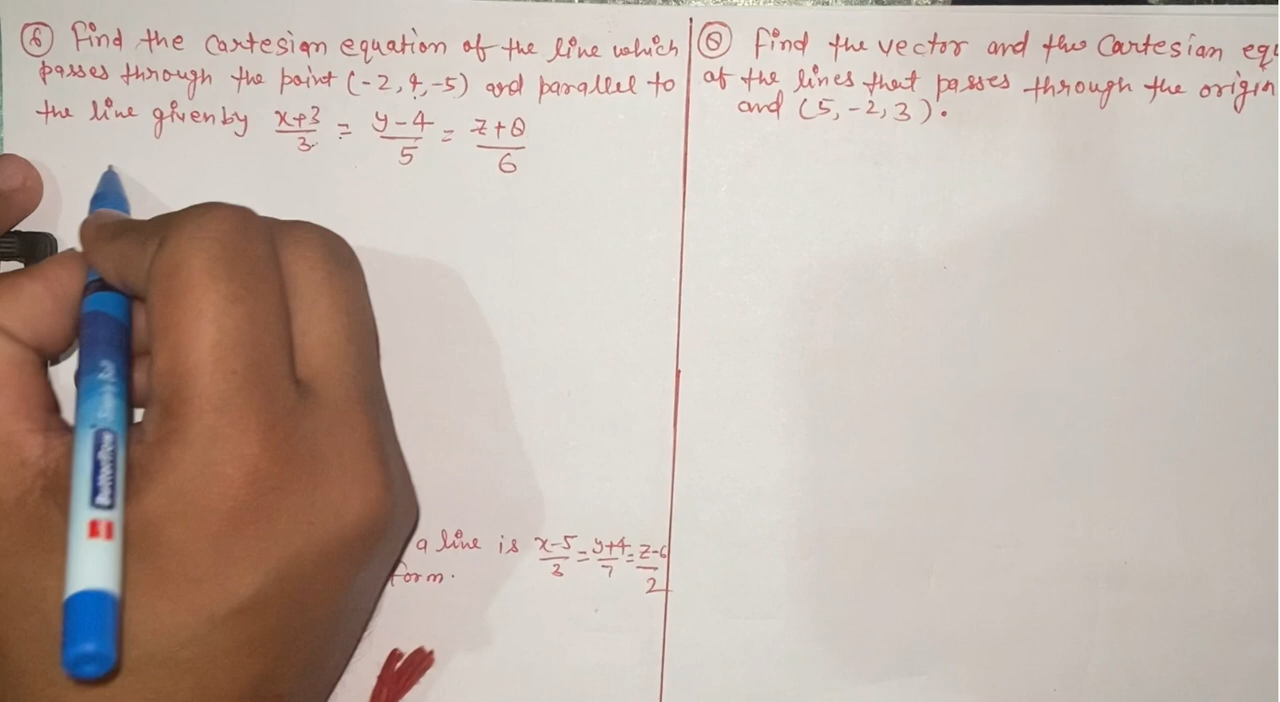 ⑥ Find the Cartesian equation of the line which
passes through the point (-2, 4, -5) and parallel to
the line given by x+3/3 = y-4/5 = z+8/6
a line is x-5/3 = y+4/7 = z-6/2
form.
⑧ Find the vector and the Cartesian eq
of the lines that passes through the origin
and (5, -2, 3).
Butterflow